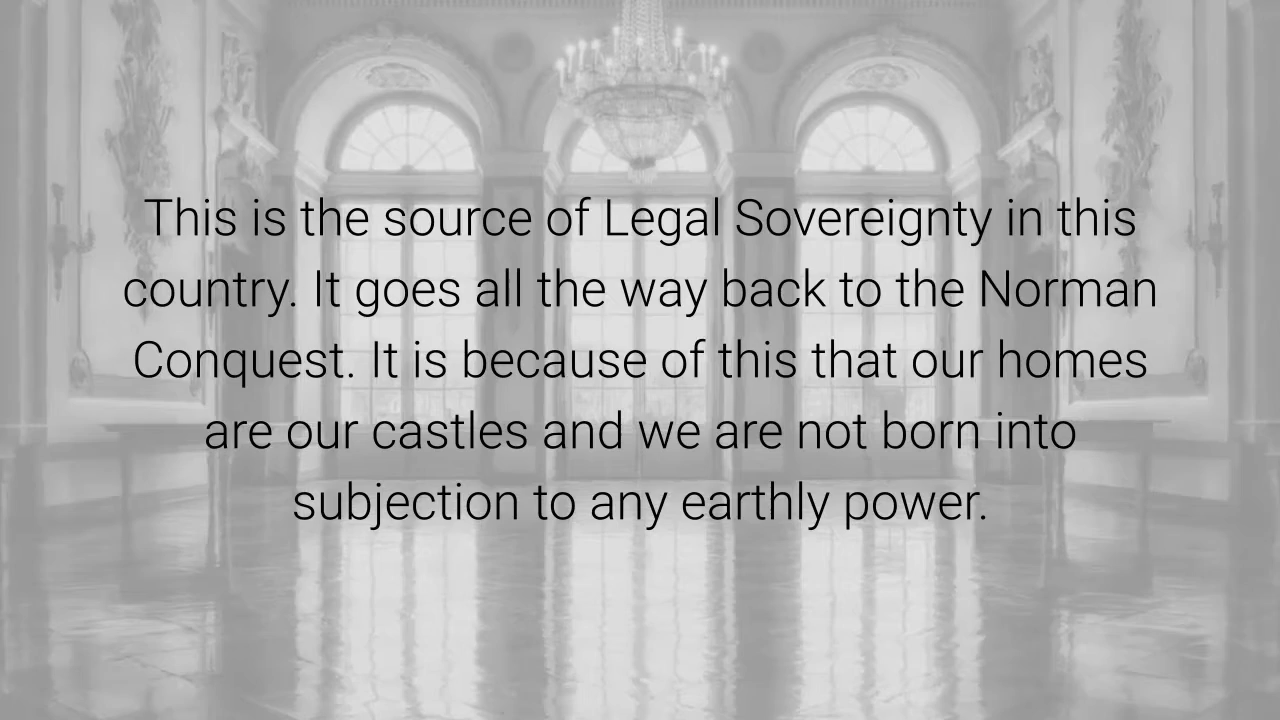 This is the source of Legal Sovereignty in this
country. It goes all the way back to the Norman
Conquest. It is because of this that our homes
are our castles and we are not born into
subjection to any earthly power.